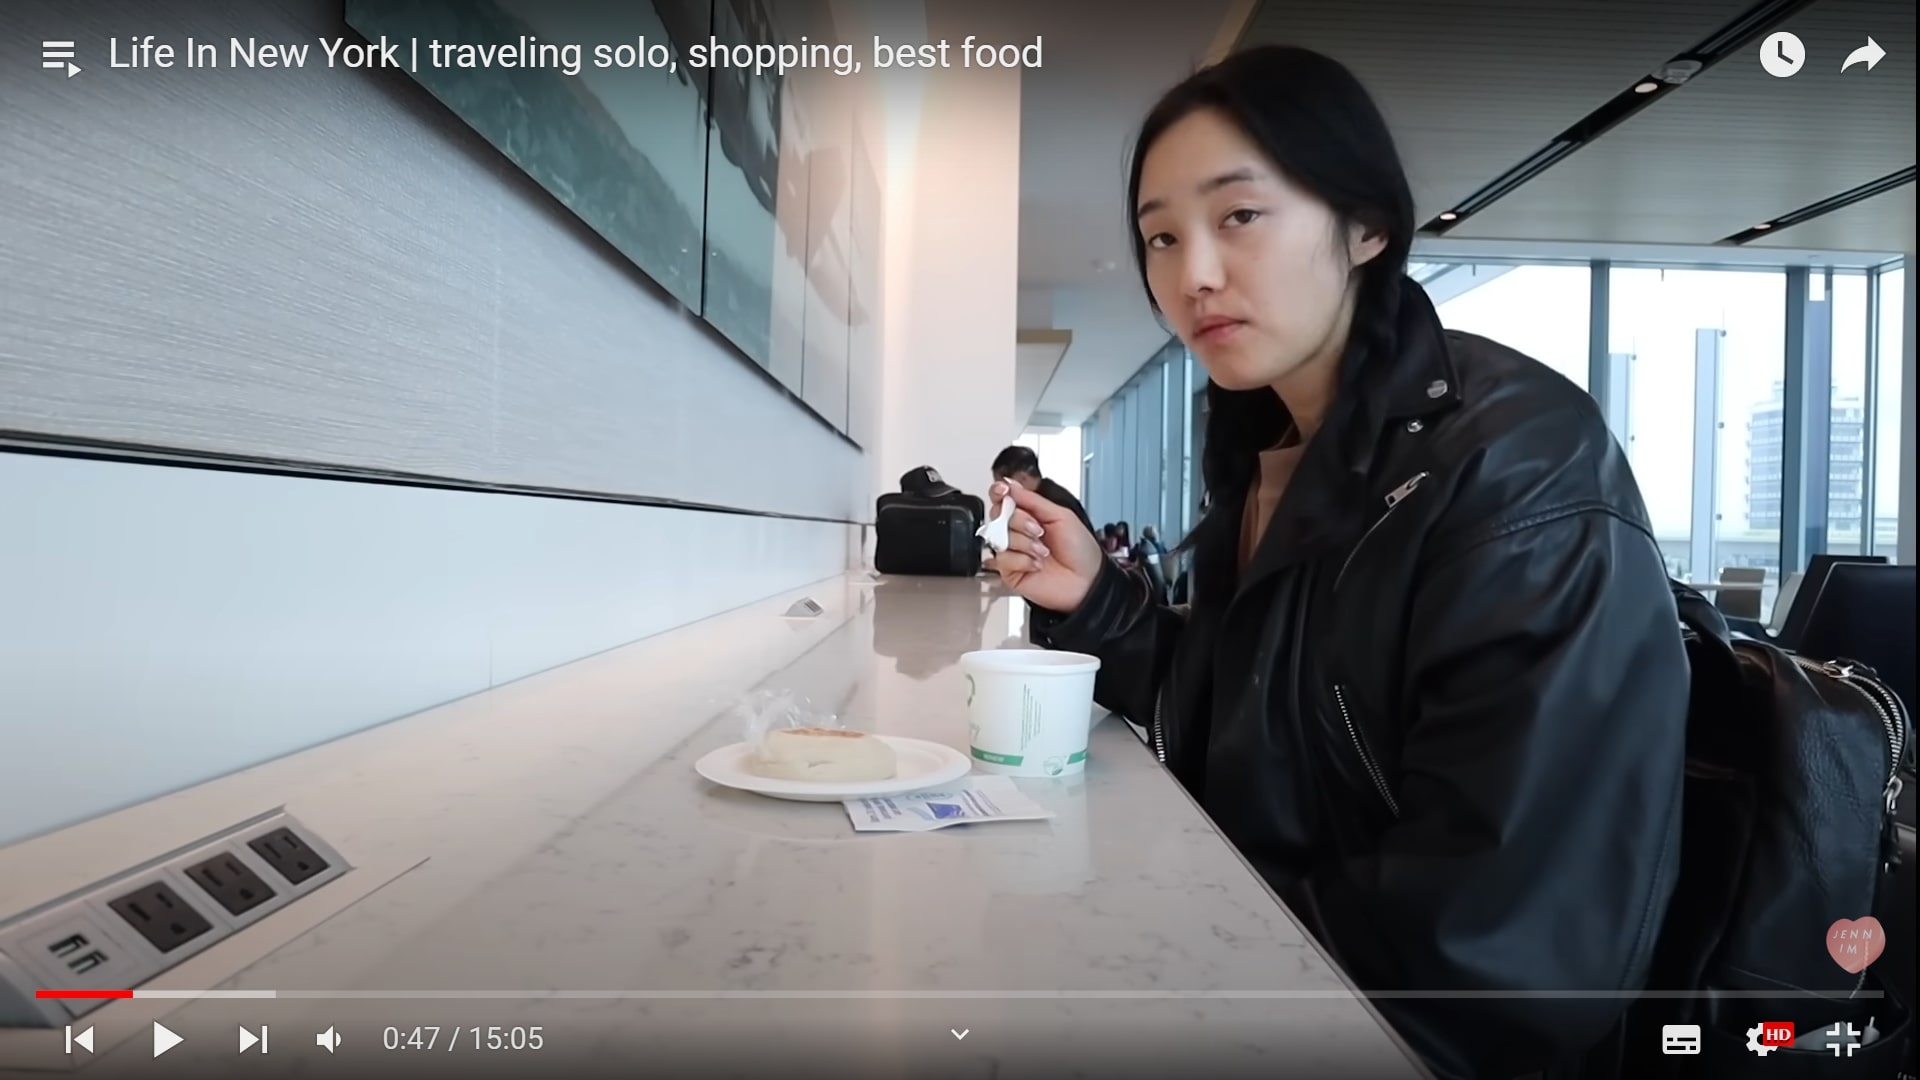 Life In New York | traveling solo, shopping, best food
JENN
IM
0:47 / 15:05
HD